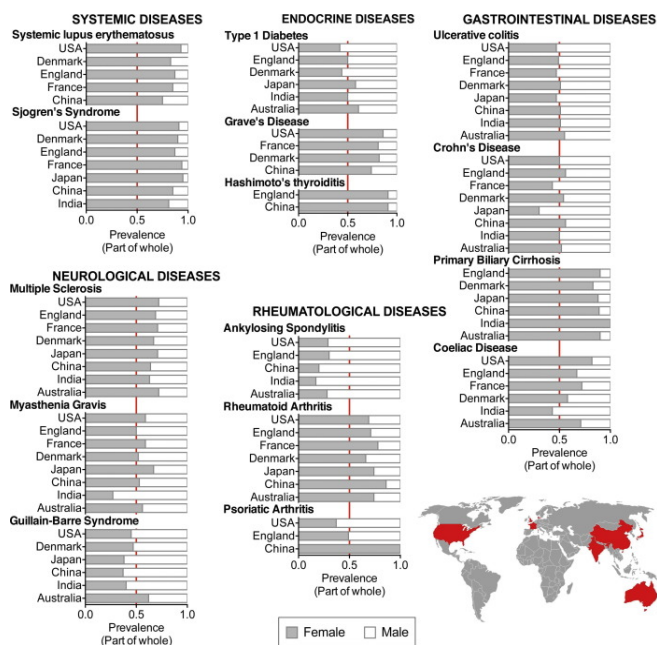 SYSTEMIC DISEASES
Systemic lupus erythematosus
USA
Denmark
England
France
China
Sjogren's Syndrome
USA
Denmark
England
France
Japan
China
India
0.0 0.5 1.0
Prevalence
(Part of whole)
ENDOCRINE DISEASES
Type 1 Diabetes
USA
England
Denmark
Japan
India
Australia
Grave's Disease
USA
France
Denmark
China
Hashimoto's thyroiditis
England
China
0.0 0.5 1.0
Prevalence
(Part of whole)
GASTROINTESTINAL DISEASES
Ulcerative colitis
USA
England
France
Denmark
Japan
China
India
Australia
Crohn's Disease
USA
England
France
Denmark
Japan
China
India
Australia
Primary Biliary Cirrhosis
England
Denmark
Japan
China
India
Australia
Coeliac Disease
USA
England
France
Denmark
India
Australia
0.0 0.5 1.0
Prevalence
(Part of whole)
NEUROLOGICAL DISEASES
Multiple Sclerosis
USA
England
France
Denmark
Japan
China
India
Australia
Myasthenia Gravis
USA
England
France
Denmark
Japan
China
India
Australia
Guillain-Barre Syndrome
USA
Denmark
Japan
China
India
Australia
0.0 0.5 1.0
Prevalence
(Part of whole)
RHEUMATOLOGICAL DISEASES
Ankylosing Spondylitis
USA
England
China
India
Australia
Rheumatoid Arthritis
USA
England
France
Denmark
Japan
China
Australia
Psoriatic Arthritis
USA
England
China
0.0 0.5 1.0
Prevalence
(Part of whole)
Female Male